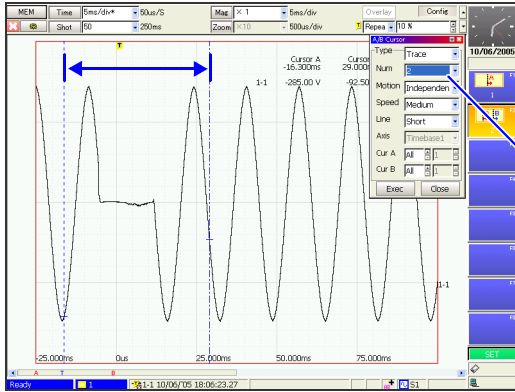 MEM Time 5ms/div* 50us/S Mag × 1 5ms/div Overlay Config
Shot 50 250ms Zoom ×10 500us/div T Repea 10 %
T
A/B Cursor
Type Trace
Num 2
Motion Independen
Speed Medium
Line Short
Axis Timebase1
Cur A All 1
Cur B All 1
Exec Close
Cursor A Curso
-16.300ms 29.000
1-1 -285.00 V -92.50
1-1
-25.000ms 0us 25.000ms 50.000ms 75.000ms
A T B
Ready 1 1-1 10/06/'05 18:06:23.27 S1
10/06/2005
F1
A
1
B
SET